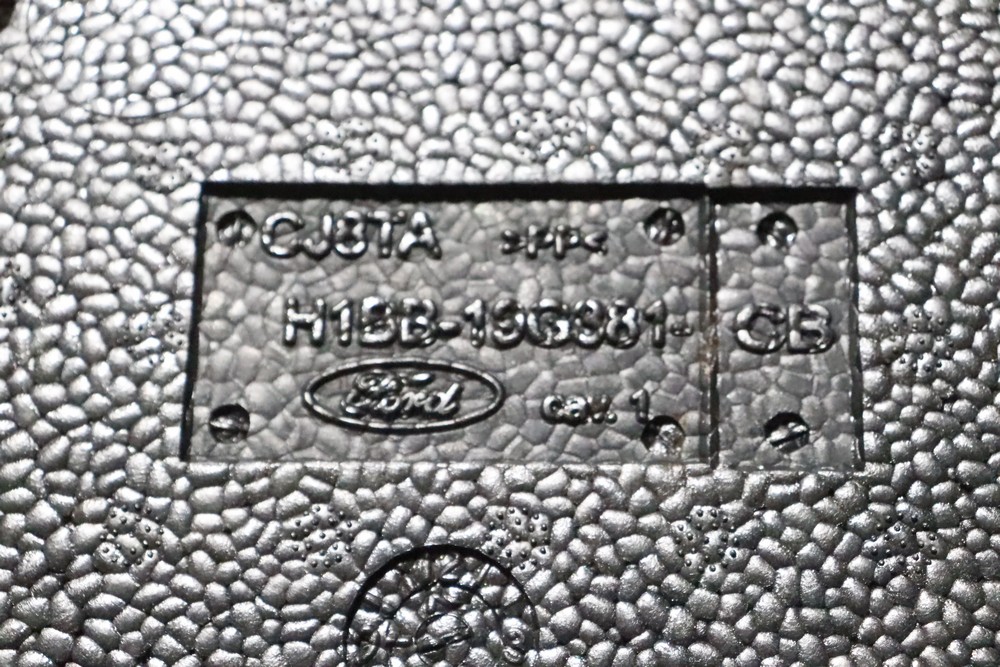 CJ8TA >PP<
H1BB-19G381- CB
Ford cav. 1